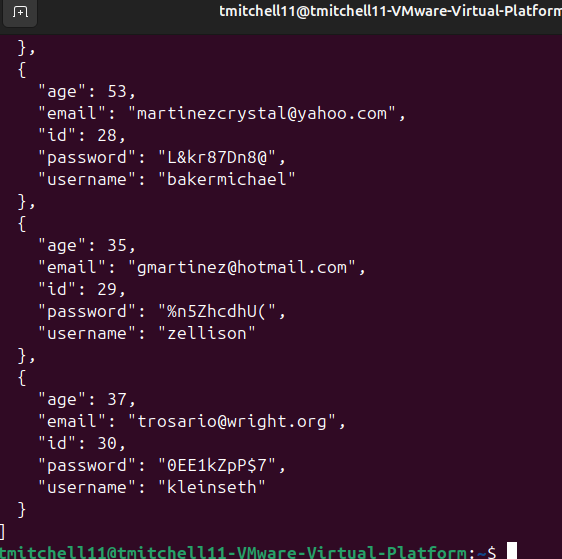 tmitchell11@tmitchell11-VMware-Virtual-Platform
},
{
"age": 53,
"email": "martinezcrystal@yahoo.com",
"id": 28,
"password": "L&kr87Dn8@",
"username": "bakermichael"
},
{
"age": 35,
"email": "gmartinez@hotmail.com",
"id": 29,
"password": "%n5ZhcdhU(",
"username": "zellison"
},
{
"age": 37,
"email": "trosario@wright.org",
"id": 30,
"password": "0EE1kZpP$7",
"username": "kleinseth"
}
]
tmitchell11@tmitchell11-VMware-Virtual-Platform:~$